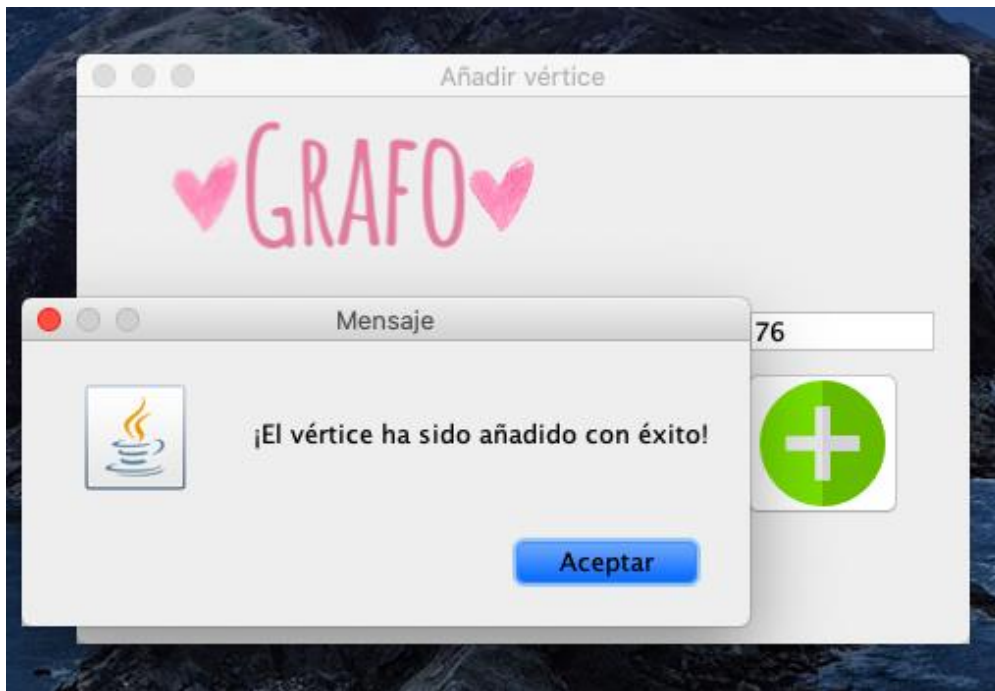 Añadir vértice
GRAFO
Mensaje
76
¡El vértice ha sido añadido con éxito!
Aceptar